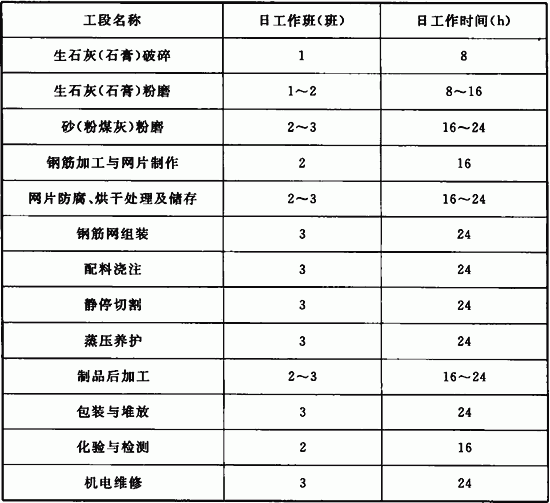 工段名称 日工作班(班) 日工作时间(h)
生石灰(石膏)破碎 1 8
生石灰(石膏)粉磨 1～2 8～16
砂(粉煤灰)粉磨 2～3 16～24
钢筋加工与网片制作 2 16
网片防腐、烘干处理及储存 2～3 16～24
钢筋网组装 3 24
配料浇注 3 24
静停切割 3 24
蒸压养护 3 24
制品后加工 2～3 16～24
包装与堆放 3 24
化验与检测 2 16
机电维修 3 24